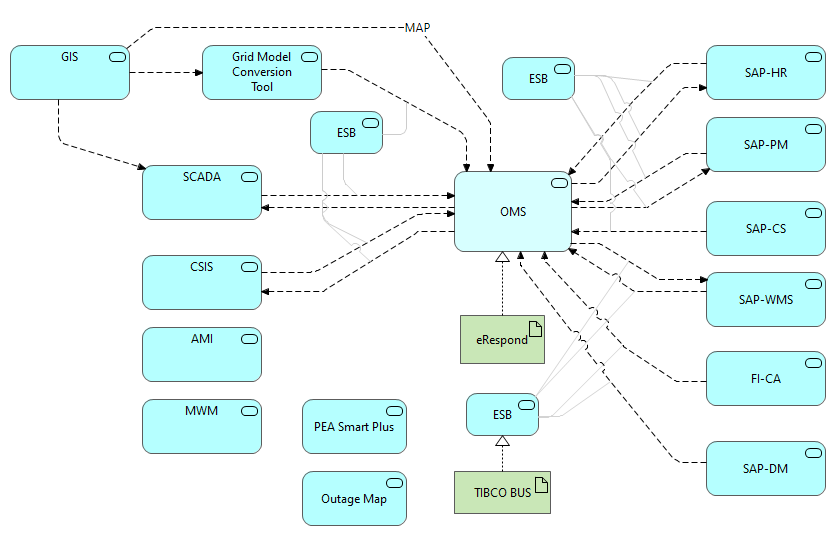 MAP
GIS
Grid Model
Conversion
Tool
ESB
SAP-HR
ESB
SAP-PM
SCADA
OMS
SAP-CS
CSIS
SAP-WMS
AMI
eRespond
FI-CA
MWM
PEA Smart Plus
ESB
SAP-DM
Outage Map
TIBCO BUS